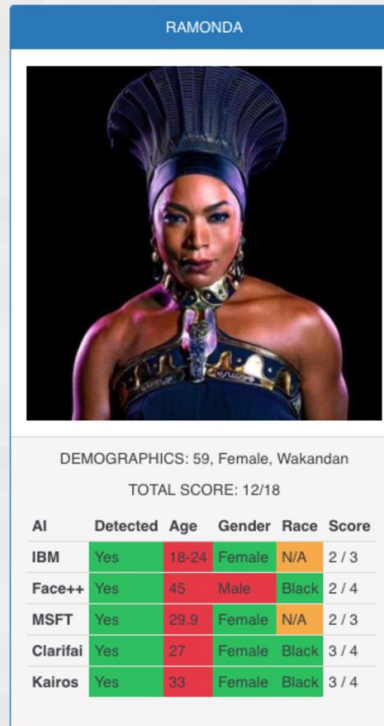 RAMONDA
DEMOGRAPHICS: 59, Female, Wakandan
TOTAL SCORE: 12/18
AI Detected Age Gender Race Score
IBM Yes 18-24 Female N/A 2 / 3
Face++ Yes 45 Male Black 2 / 4
MSFT Yes 29.9 Female N/A 2 / 3
Clarifai Yes 27 Female Black 3 / 4
Kairos Yes 33 Female Black 3 / 4